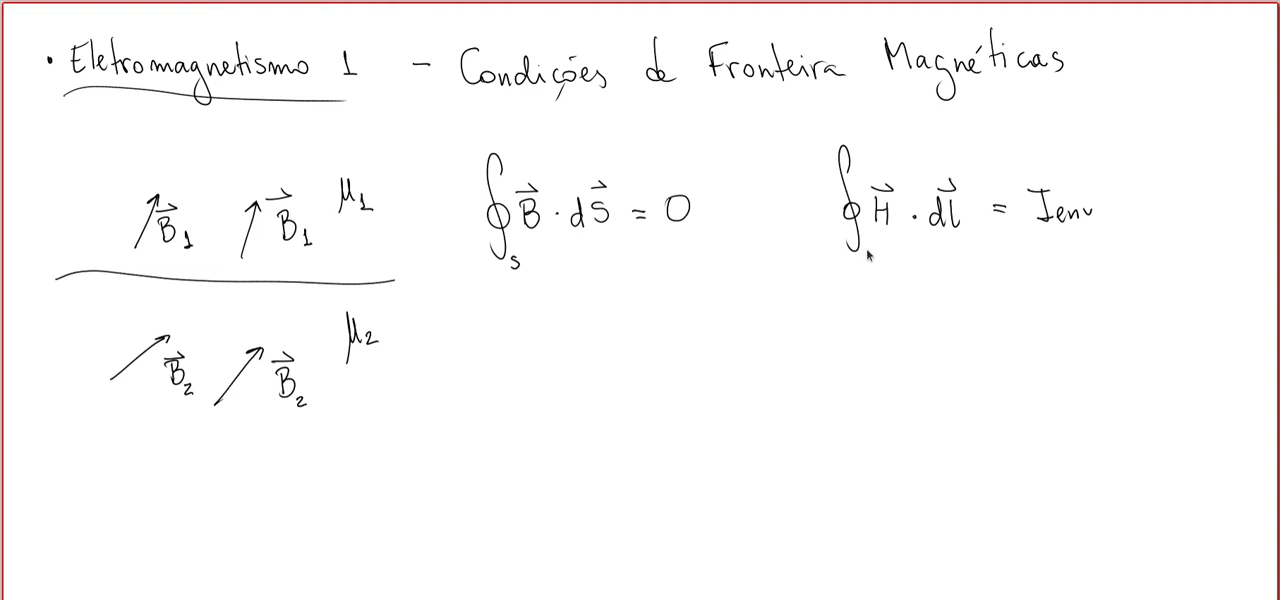 • Eletromagnetismo 1 - Condições de Fronteira Magnéticas
B⃗₁ B⃗₁ μ₁
∮ₛ B⃗ · dS⃗ = 0
∮ H⃗ · dl⃗ = Ienv
B⃗₂ B⃗₂ μ₂